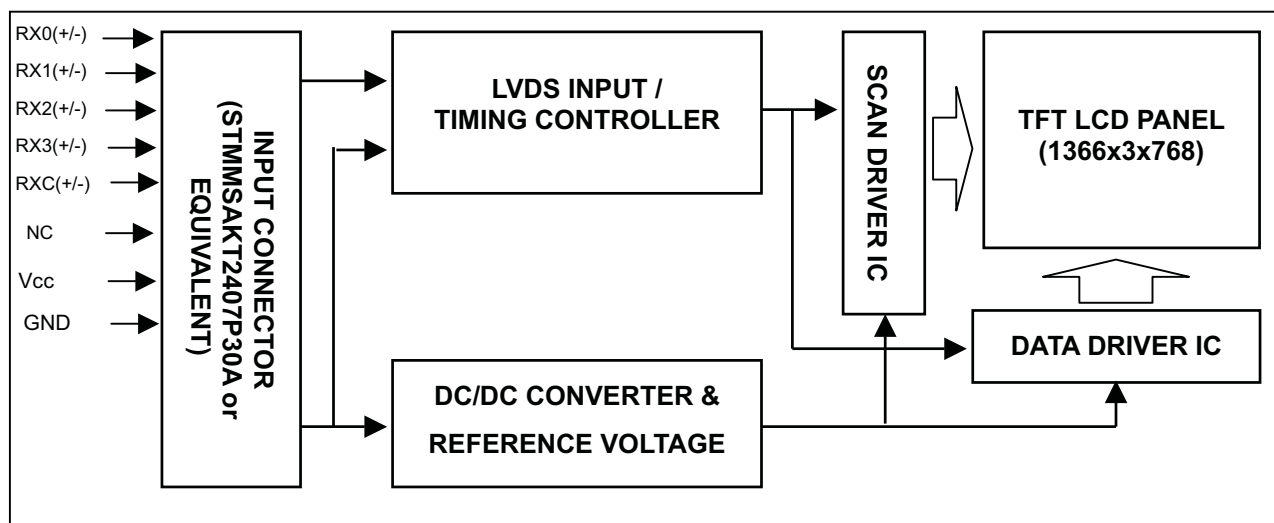 RX0(+/-)
RX1(+/-)
RX2(+/-)
RX3(+/-)
RXC(+/-)
NC
Vcc
GND
INPUT CONNECTOR
(STMMSAKT2407P30A or
EQUIVALENT)
LVDS INPUT /
TIMING CONTROLLER
DC/DC CONVERTER &
REFERENCE VOLTAGE
SCAN DRIVER IC
TFT LCD PANEL
(1366x3x768)
DATA DRIVER IC